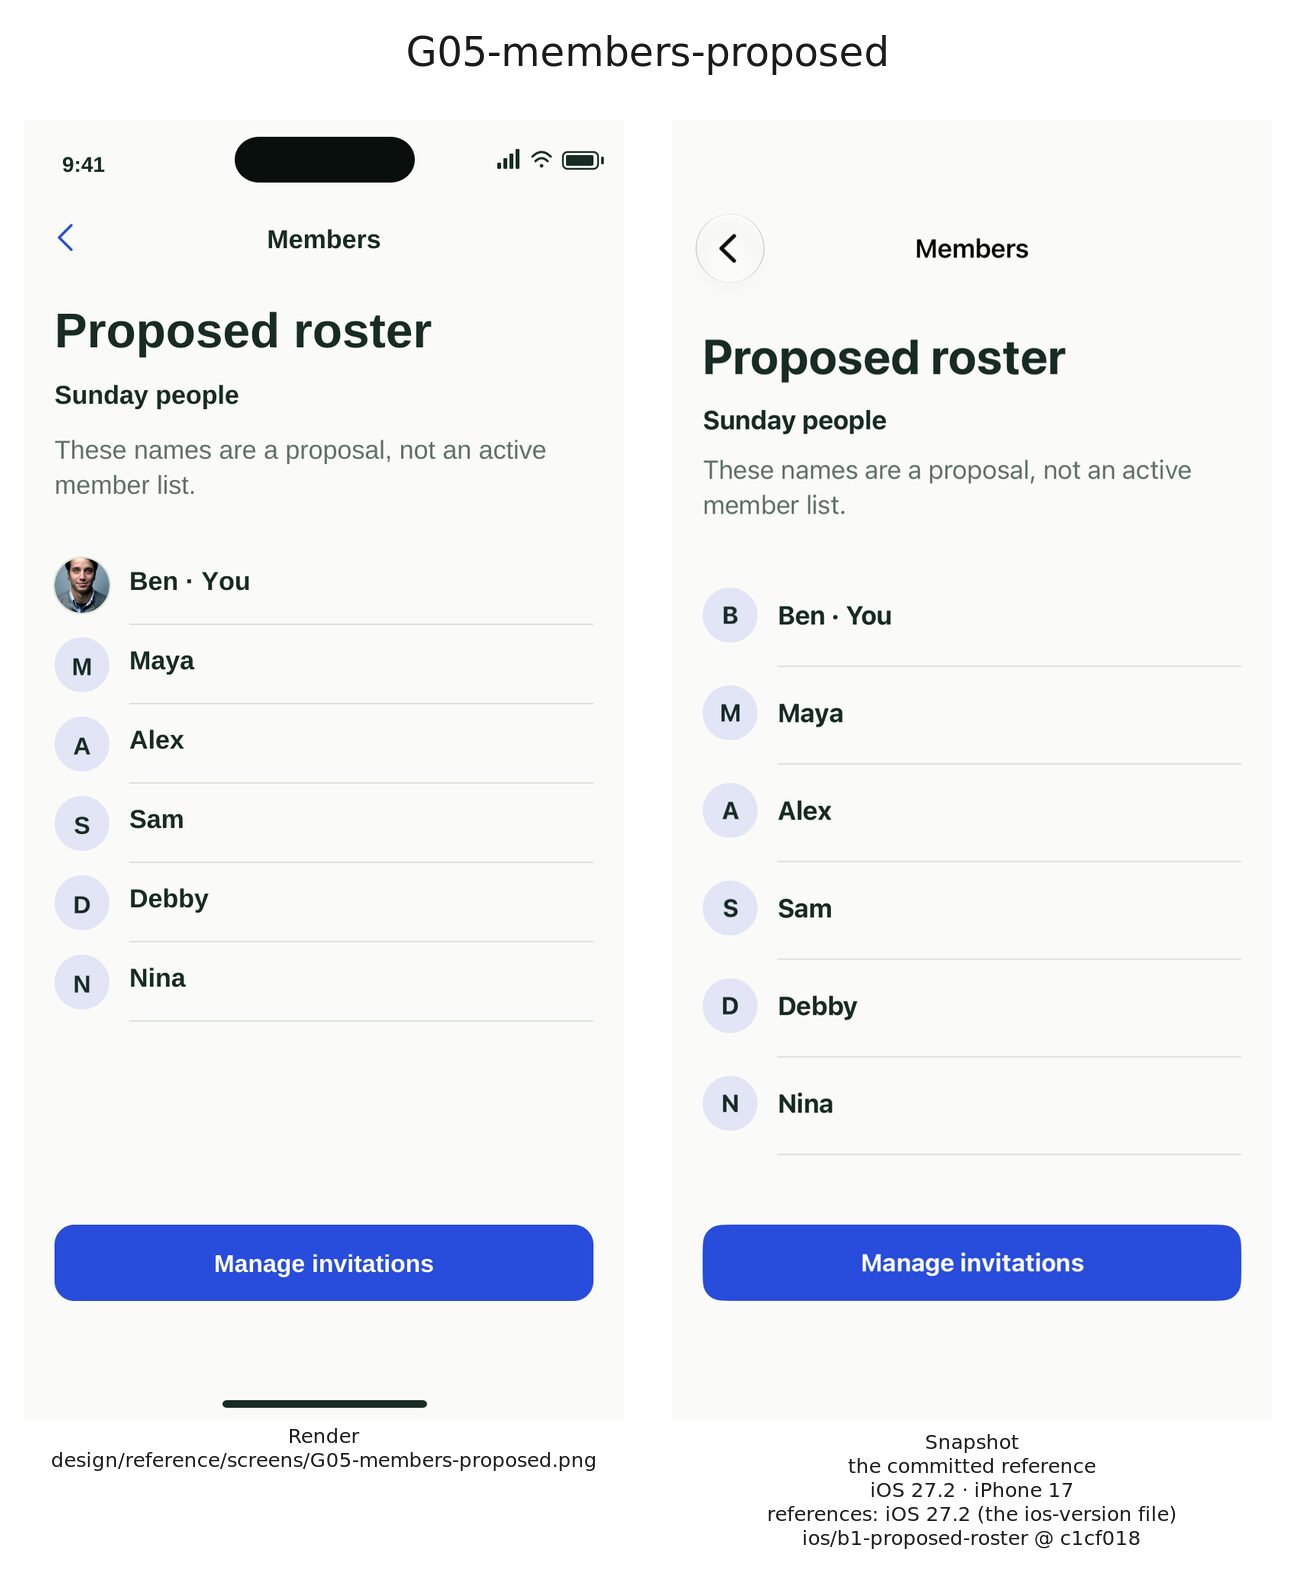 G05-members-proposed
9:41
Members
Proposed roster
Sunday people
These names are a proposal, not an active
member list.
Ben · You
M Maya
A Alex
S Sam
D Debby
N Nina
Manage invitations
Render
design/reference/screens/G05-members-proposed.png
Members
Proposed roster
Sunday people
These names are a proposal, not an active
member list.
B Ben · You
M Maya
A Alex
S Sam
D Debby
N Nina
Manage invitations
Snapshot
the committed reference
iOS 27.2 · iPhone 17
references: iOS 27.2 (the ios-version file)
ios/b1-proposed-roster @ c1cf018